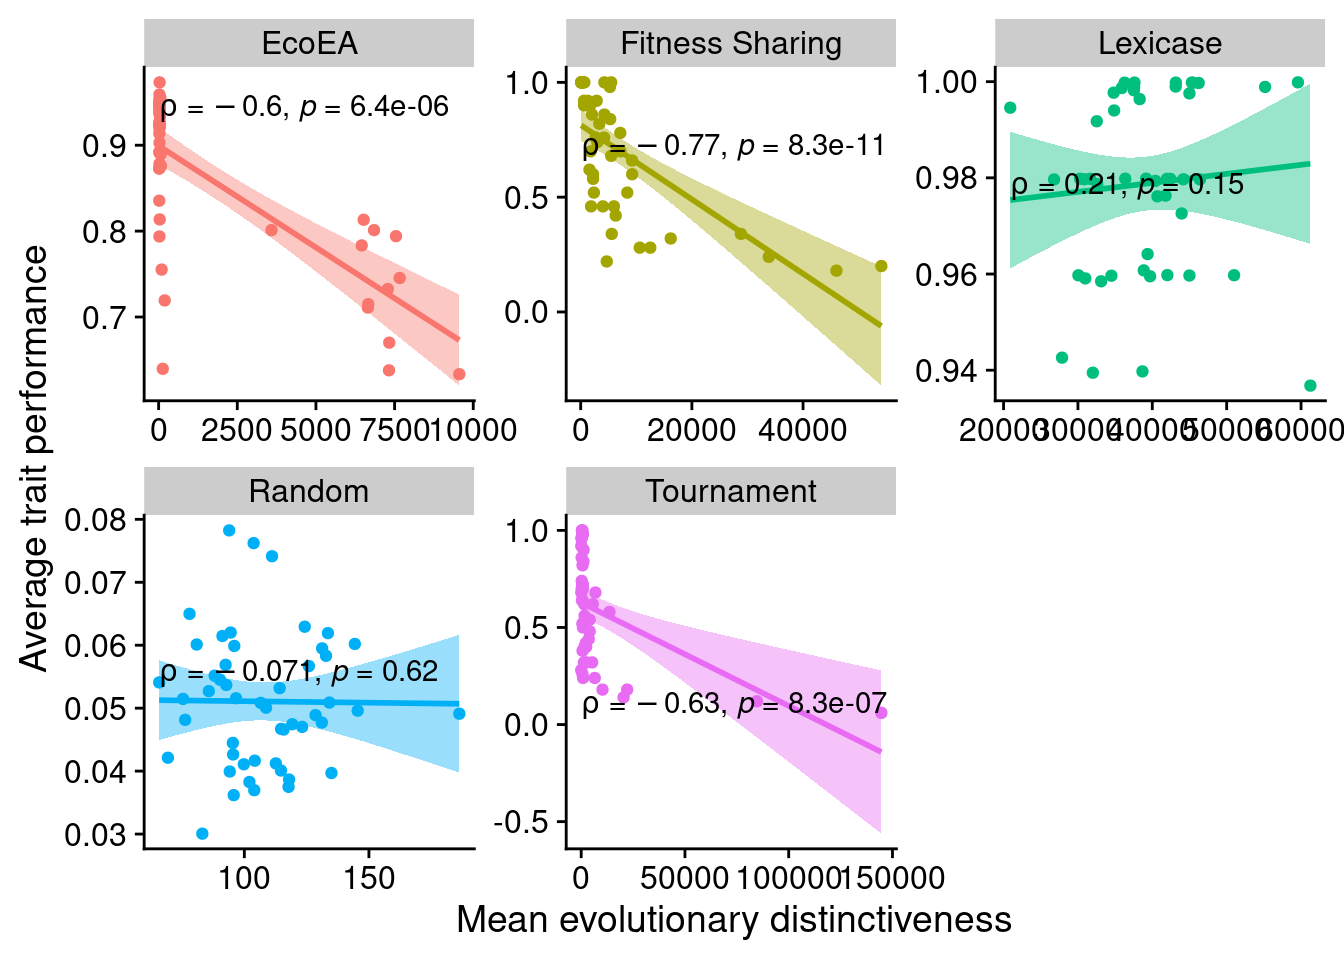 EcoEA
Fitness Sharing
Lexicase
ρ = −0.6, p = 6.4e-06
ρ = −0.77, p = 8.3e-11
ρ = 0.21, p = 0.15
0.9
0.8
0.7
1.0
0.5
0.0
1.00
0.98
0.96
0.94
0 2500 5000 7500 10000
0 20000 40000
20000 30000 40000 50000 60000
Random
Tournament
ρ = −0.071, p = 0.62
ρ = −0.63, p = 8.3e-07
0.08
0.07
0.06
0.05
0.04
0.03
1.0
0.5
0.0
-0.5
100 150
0 50000 100000 150000
Average trait performance
Mean evolutionary distinctiveness